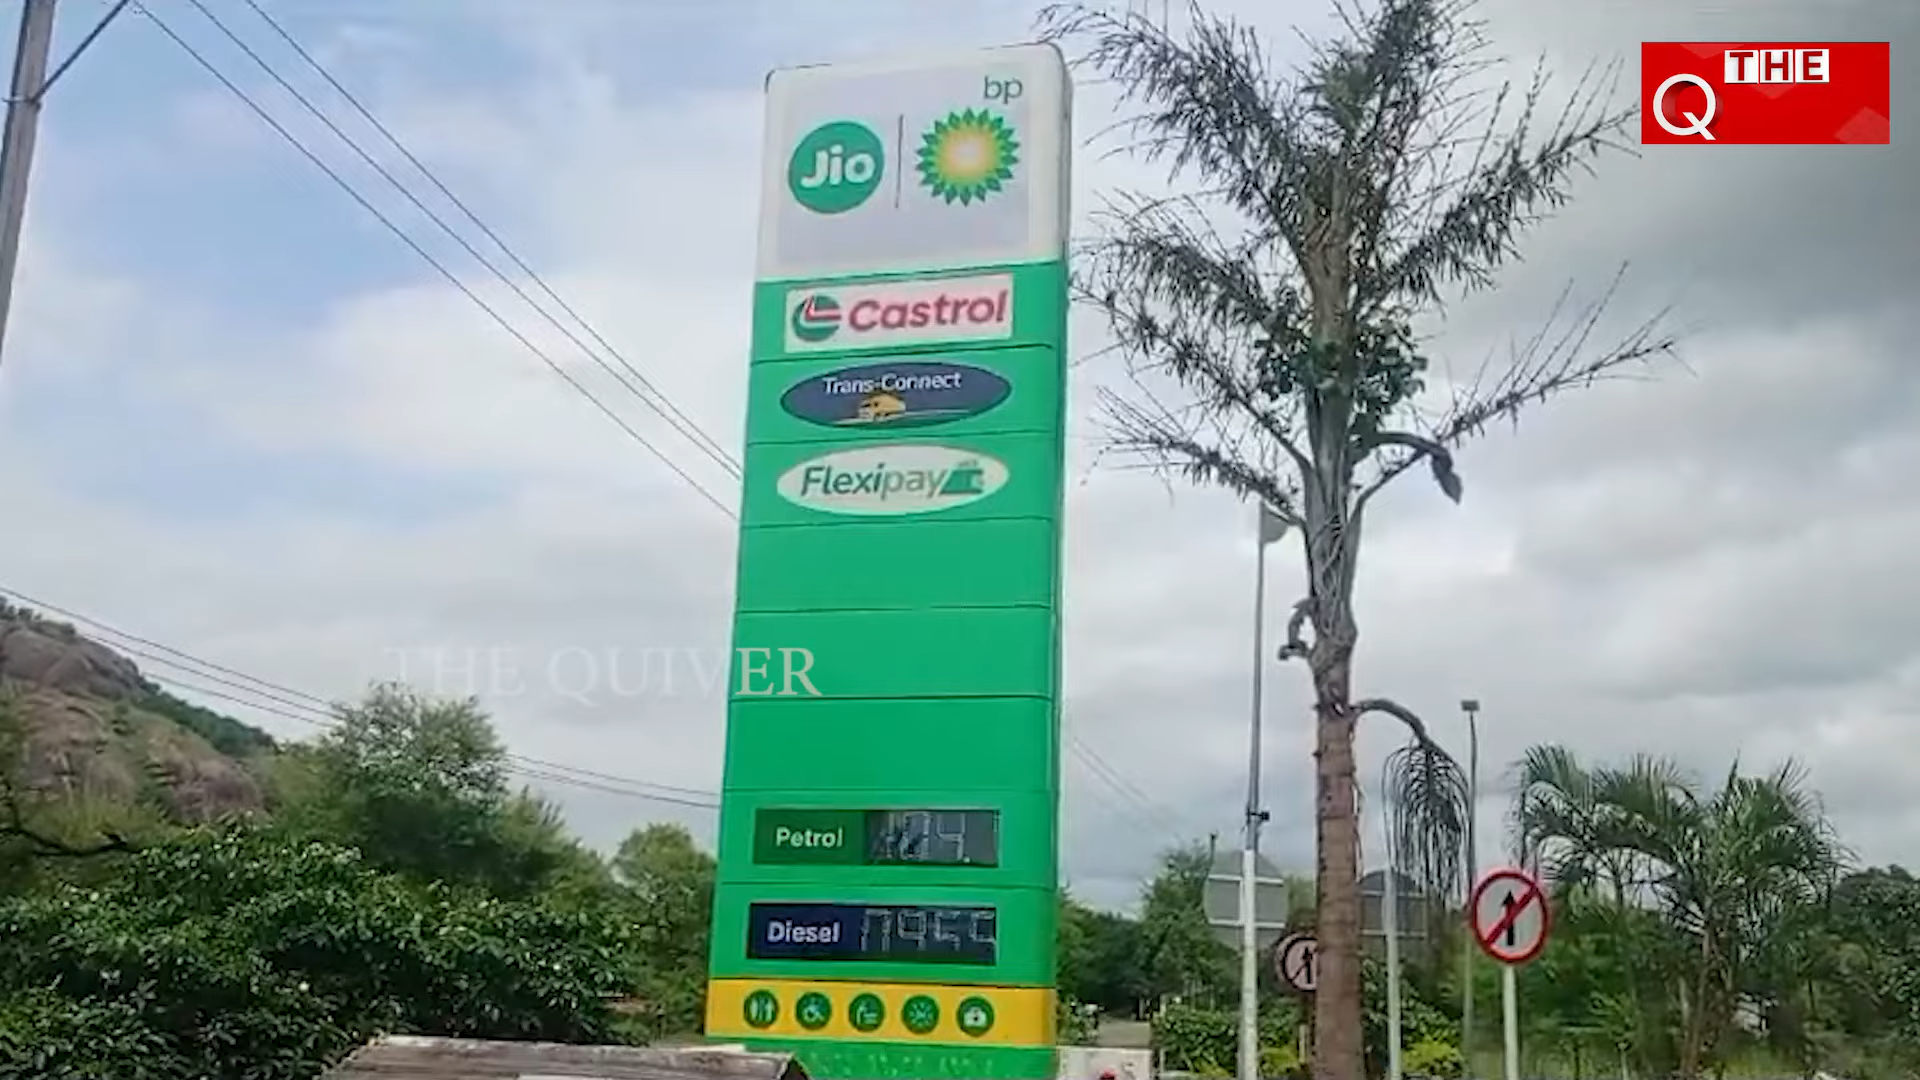 THE
Q
bp
Jio
Castrol
Trans-Connect
Flexipay
THE QUIVER
Petrol
Diesel